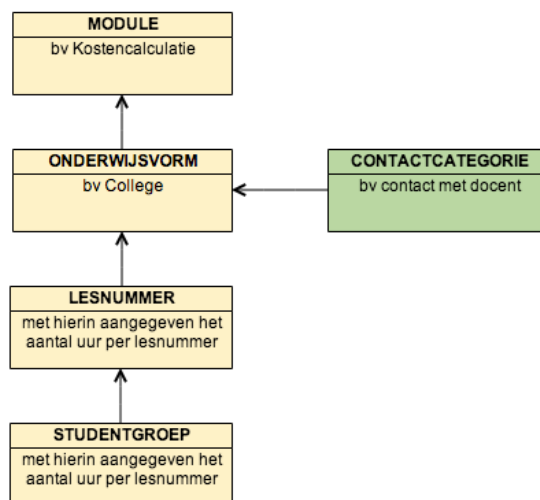 MODULE
bv Kostencalculatie
ONDERWIJSVORM
bv College
CONTACTCATEGORIE
bv contact met docent
LESNUMMER
met hierin aangegeven het
aantal uur per lesnummer
STUDENTGROEP
met hierin aangegeven het
aantal uur per lesnummer